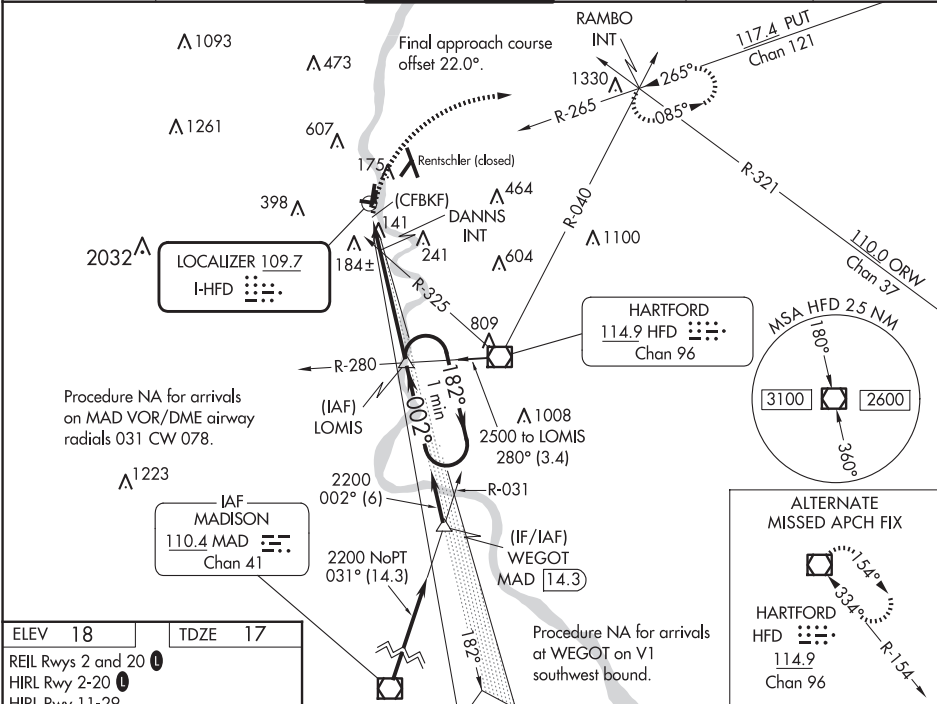 RAMBO
INT
117.4 PUT
Chan 121
1093
473
Final approach course
offset 22.0°.
1330
265°
085°
R-265
1261
607
175
Rentschler (closed)
R-321
398
(CFBKF)
464
R-040
141
DANNS
INT
2032
184±
241
604
1100
LOCALIZER 109.7
I-HFD
R-325
110.0 ORW
Chan 37
809
HARTFORD
114.9 HFD
Chan 96
MSA HFD 25 NM
180°
3100
2600
360°
R-280
182°
1 min
002°
(IAF)
LOMIS
Procedure NA for arrivals
on MAD VOR/DME airway
radials 031 CW 078.
1008
2500 to LOMIS
280° (3.4)
1223
2200
002° (6)
R-031
IAF
MADISON
110.4 MAD
Chan 41
(IF/IAF)
WEGOT
MAD 14.3
2200 NoPT
031° (14.3)
ALTERNATE
MISSED APCH FIX
154°
334°
HARTFORD
HFD
114.9
Chan 96
R-154
182°
Procedure NA for arrivals
at WEGOT on V1
southwest bound.
ELEV 18
TDZE 17
REIL Rwys 2 and 20 L
HIRL Rwy 2-20 L
HIRL Rwy 11-29